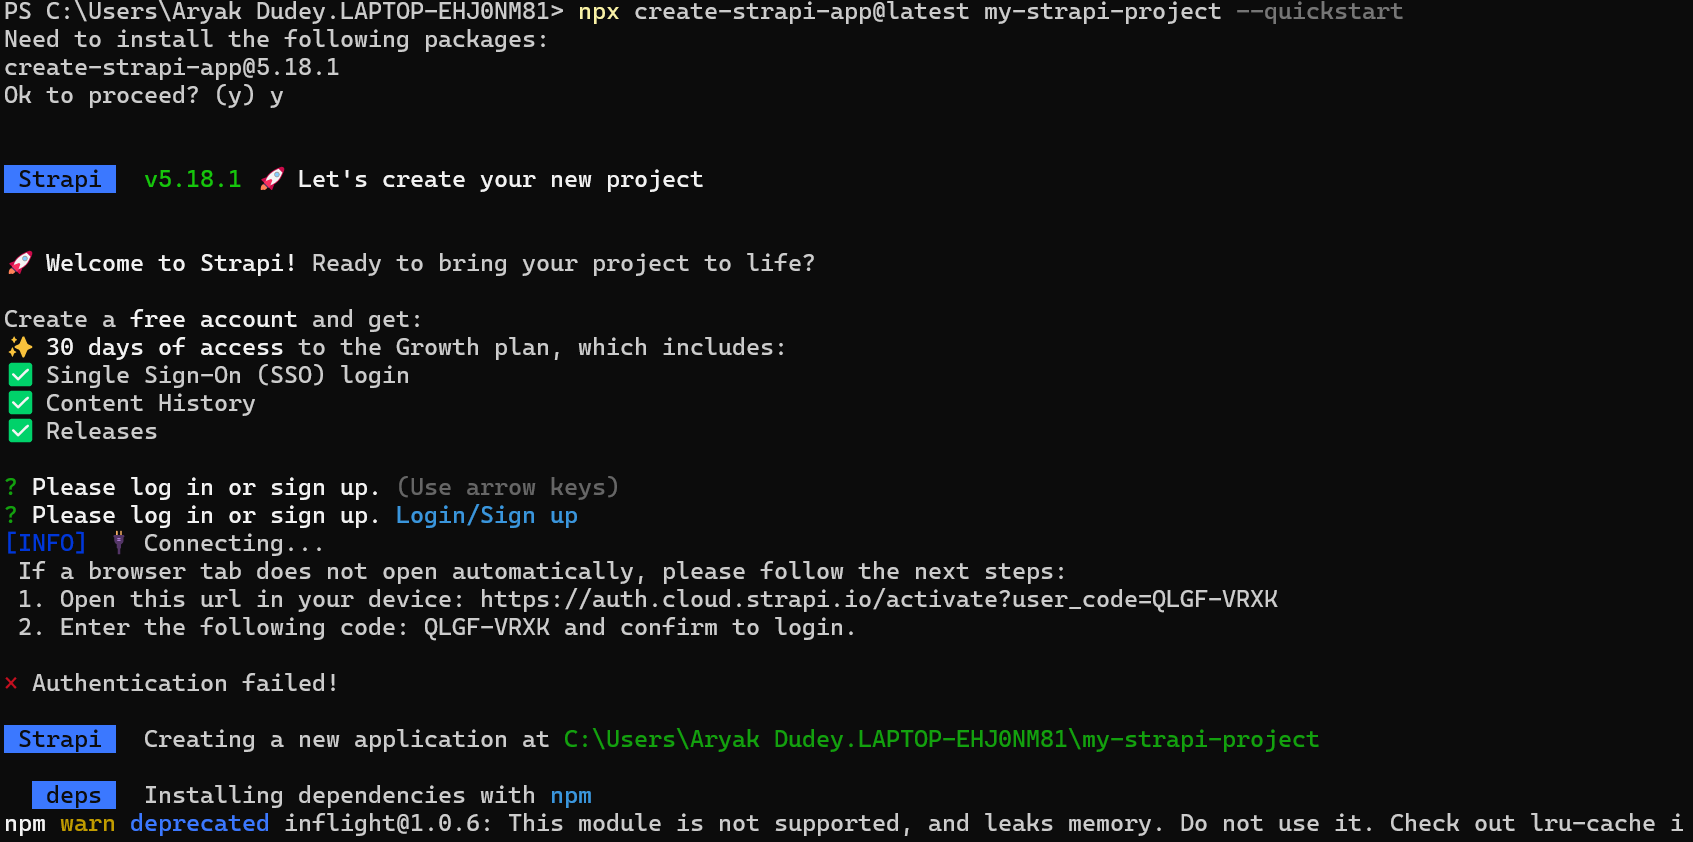 PS C:\Users\Aryak Dudey.LAPTOP-EHJ0NM81> npx create-strapi-app@latest my-strapi-project --quickstart
Need to install the following packages:
create-strapi-app@5.18.1
Ok to proceed? (y) y
Strapi v5.18.1 🚀 Let's create your new project
🚀 Welcome to Strapi! Ready to bring your project to life?
Create a free account and get:
✨ 30 days of access to the Growth plan, which includes:
✅ Single Sign-On (SSO) login
✅ Content History
✅ Releases
? Please log in or sign up. (Use arrow keys)
? Please log in or sign up. Login/Sign up
[INFO] 🔌 Connecting...
If a browser tab does not open automatically, please follow the next steps:
1. Open this url in your device: https://auth.cloud.strapi.io/activate?user_code=QLGF-VRXK
2. Enter the following code: QLGF-VRXK and confirm to login.
× Authentication failed!
Strapi Creating a new application at C:\Users\Aryak Dudey.LAPTOP-EHJ0NM81\my-strapi-project
deps Installing dependencies with npm
npm warn deprecated inflight@1.0.6: This module is not supported, and leaks memory. Do not use it. Check out lru-cache i